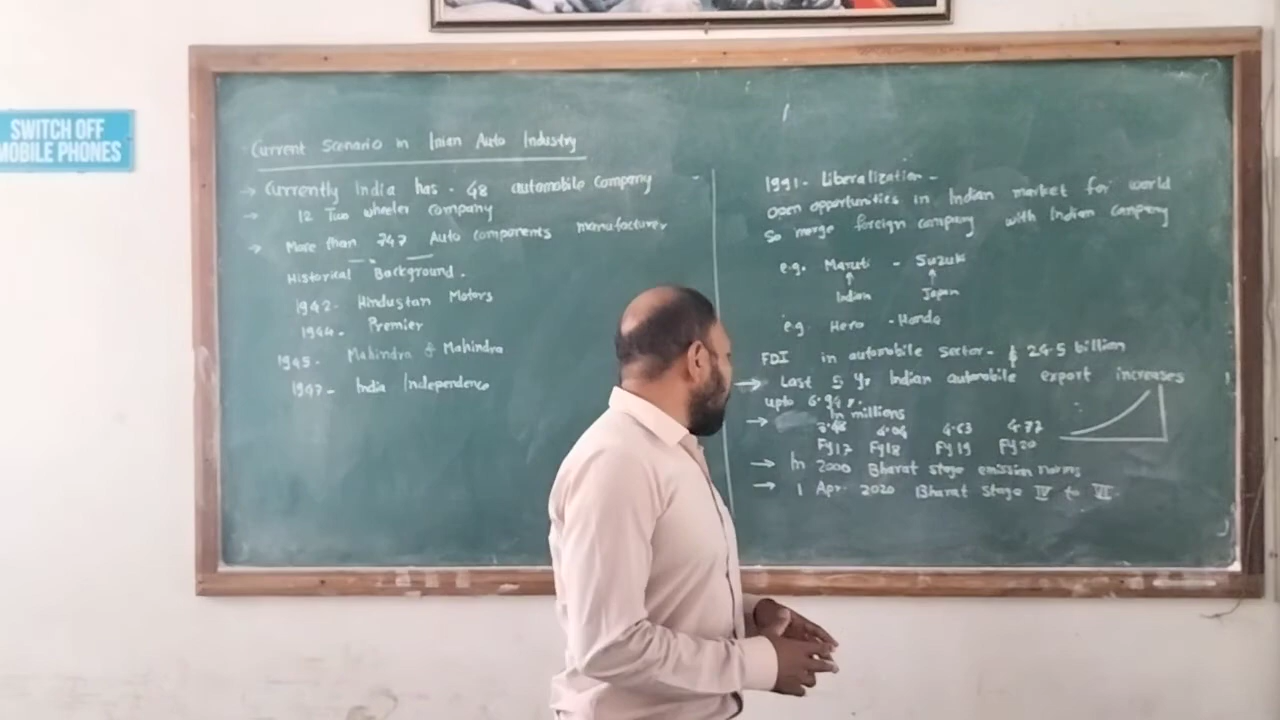 SWITCH OFF
MOBILE PHONES
Current Scenario in Inian Auto Industry
→ Currently India has - 48 automobile Company
→ 12 Two wheeler company
→ More than 747 Auto components manufacturer
Historical Background.
1942- Hindustan Motors
1944- Premier
1945- Mahindra & Mahindra
1947- India Independence
1991- Liberalization -
open opportunities in Indian market for world
So merge foreign company with Indian company
e.g. Maruti - Suzuki
Indian Japan
e.g. Hero - Honda
FDI in automobile sector- $ 24.5 billion
→ Last 5 yr Indian automobile export increases
upto 6.94 %.
→ In millions
3.48 4.04 4.63 4.77
Fy17 Fy18 Fy19 Fy20
→ In 2000 Bharat stage emission norms
→ 1 Apr- 2020 Bharat Stage IV to VI.